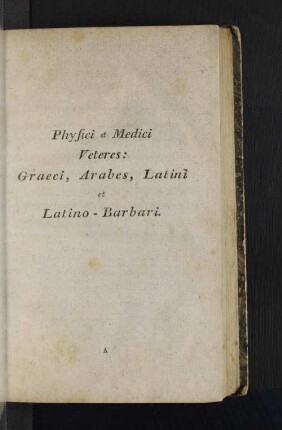 Phyſici et Medici
Veteres:
Graeci, Arabes, Latini
et
Latino-Barbari.
A